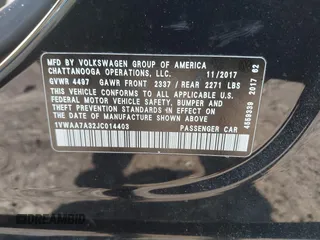 MFD. BY VOLKSWAGEN GROUP OF AMERICA
CHATTANOOGA OPERATIONS, LLC. 11/2017
GVWR 4497 GAWR FRONT 2337 / REAR 2271 LBS
THIS VEHICLE CONFORMS TO ALL APPLICABLE
FEDERAL MOTOR VEHICLE SAFETY, BUMPER AND
THEFT PREVENTION STANDARDS IN EFFECT ON
THE DATE OF MANUFACTURE SHOWN ABOVE.
1VWAA7A32JC014403 PASSENGER CAR
4559339 2017 62